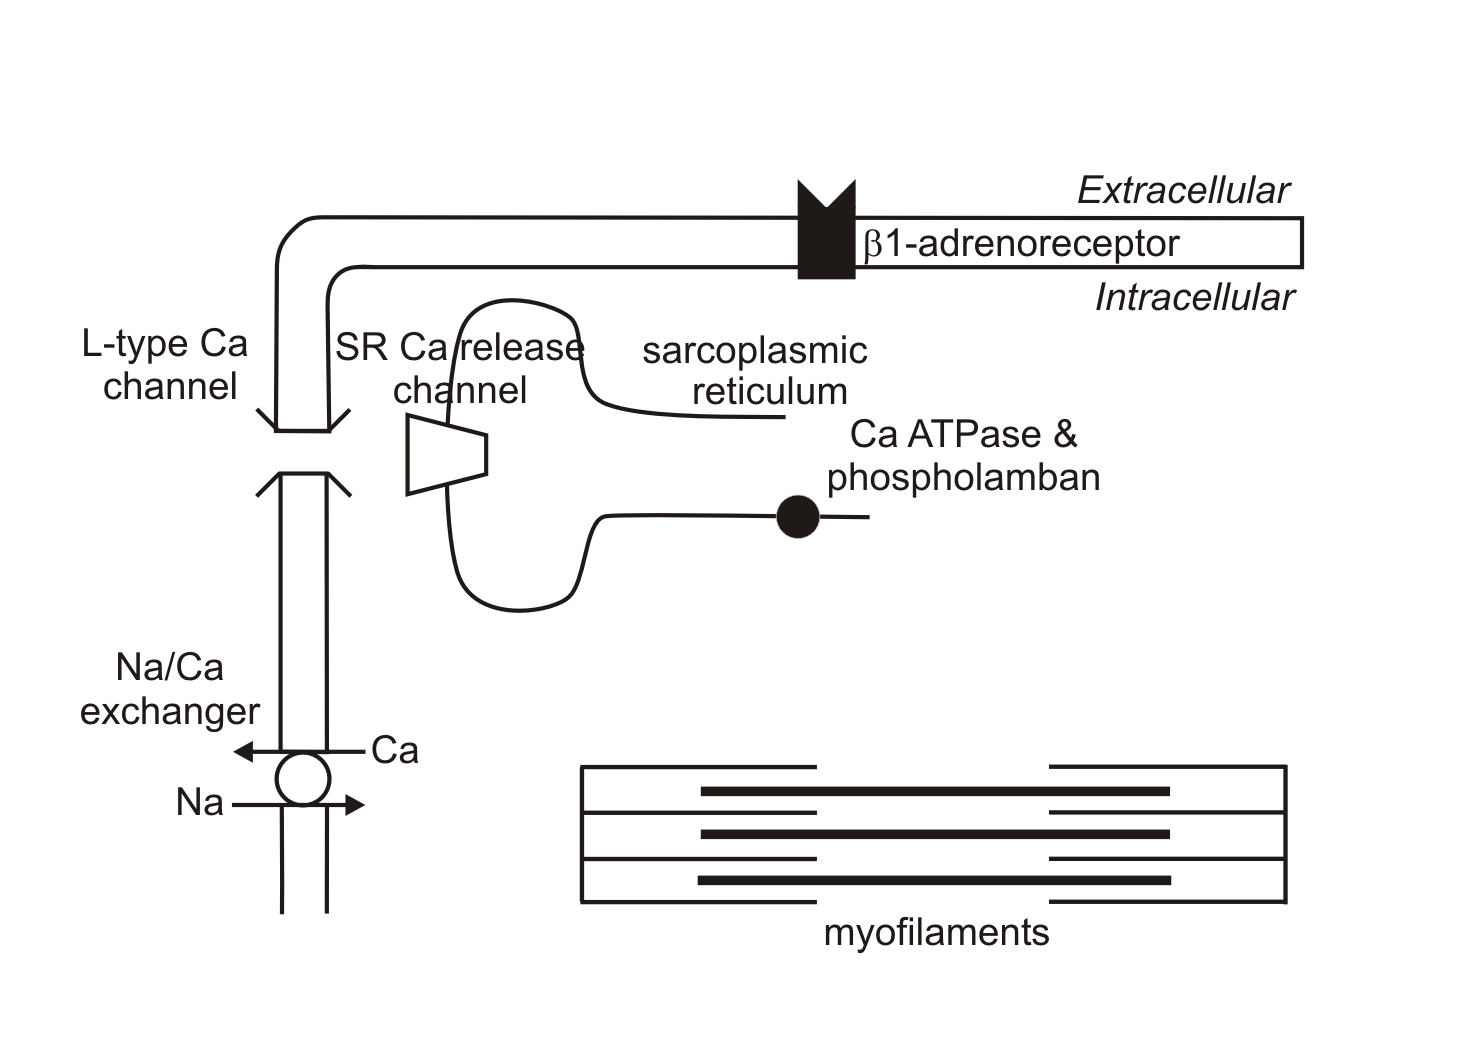 Extracellular
β1-adrenoreceptor
Intracellular
L-type Ca
channel
SR Ca release
channel
sarcoplasmic
reticulum
Ca ATPase &
phospholamban
Na/Ca
exchanger
Ca
Na
myofilaments